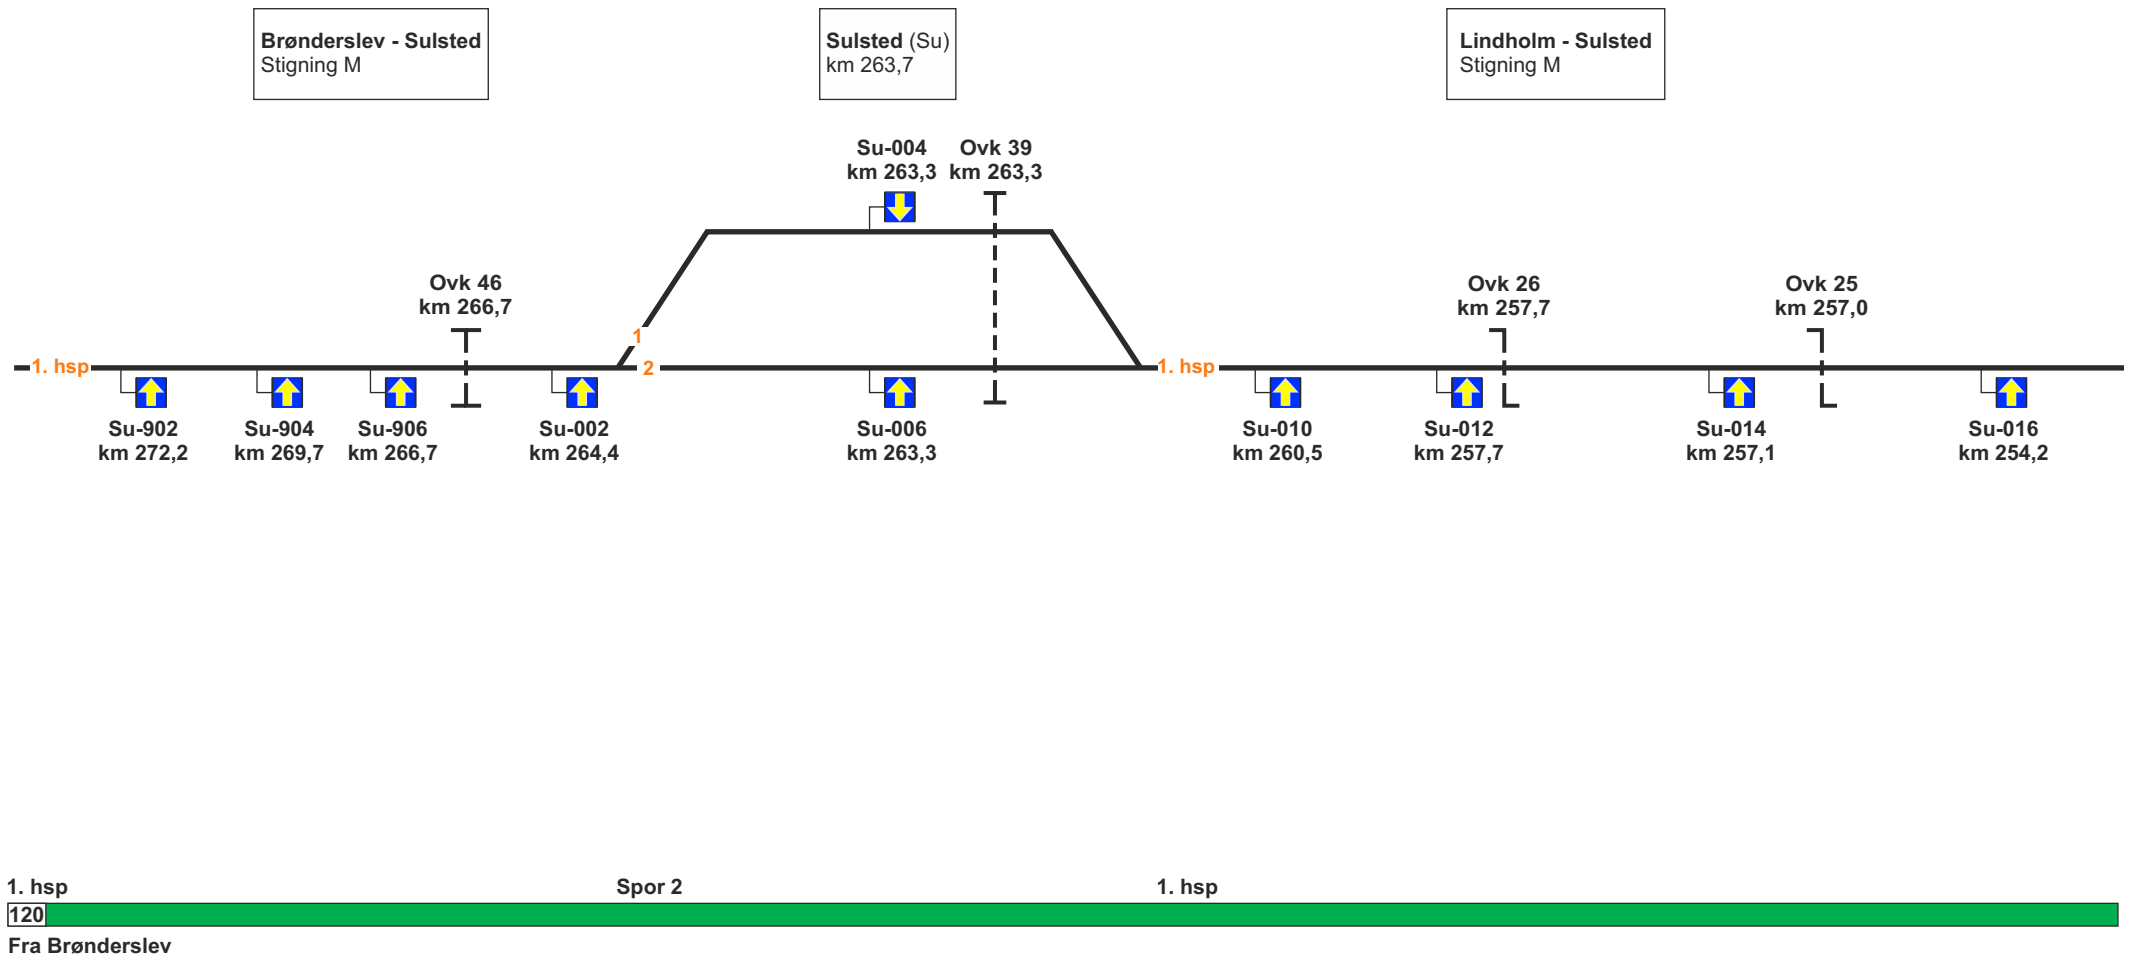 Brønderslev - Sulsted
Stigning M
Sulsted (Su)
km 263,7
Lindholm - Sulsted
Stigning M
Su-004
km 263,3
Ovk 39
km 263,3
Ovk 46
km 266,7
Ovk 26
km 257,7
Ovk 25
km 257,0
1
1. hsp
2
1. hsp
Su-902
km 272,2
Su-904
km 269,7
Su-906
km 266,7
Su-002
km 264,4
Su-006
km 263,3
Su-010
km 260,5
Su-012
km 257,7
Su-014
km 257,1
Su-016
km 254,2
1. hsp
Spor 2
1. hsp
120
Fra Brønderslev